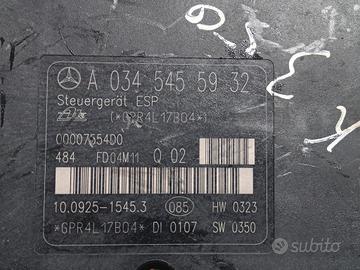 A 034 545 59 32
Steuergerät ESP
(*GPR4L17B04*)
00007554D0
484 FD04M11 Q 02
10.0925-1545.3 085 HW 0323
*GPR4L17B04* DI 0107 SW 0350
subito